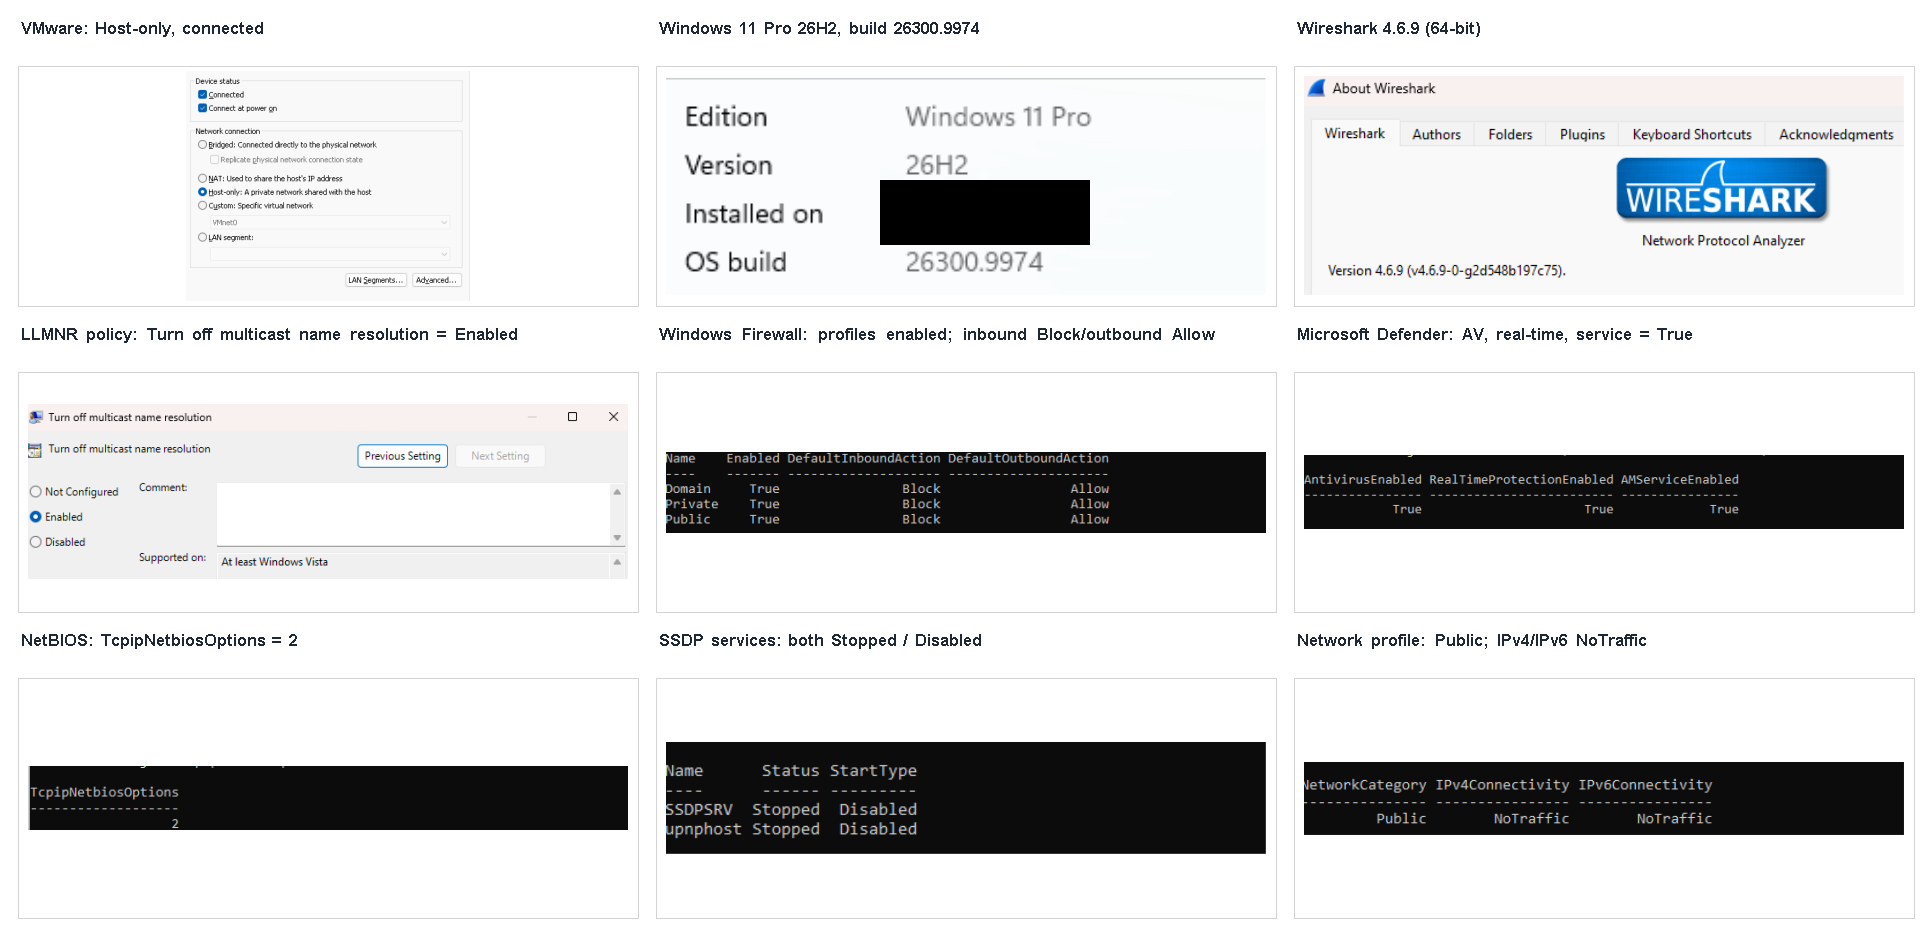 VMware: Host-only, connected
Device status
Connected
Connect at power on
Network connection
Bridged: Connected directly to the physical network
Replicate physical network connection state
NAT: Used to share the host's IP address
Host-only: A private network shared with the host
Custom: Specific virtual network
VMnet0
LAN segment:
LAN Segments... Advanced...
Windows 11 Pro 26H2, build 26300.9974
Edition Windows 11 Pro
Version 26H2
Installed on
OS build 26300.9974
Wireshark 4.6.9 (64-bit)
About Wireshark
Wireshark Authors Folders Plugins Keyboard Shortcuts Acknowledgments
WIRESHARK
Network Protocol Analyzer
Version 4.6.9 (v4.6.9-0-g2d548b197c75).
LLMNR policy: Turn off multicast name resolution = Enabled
Turn off multicast name resolution
Turn off multicast name resolution
Previous Setting Next Setting
Not Configured Comment:
Enabled
Disabled
Supported on: At least Windows Vista
Windows Firewall: profiles enabled; inbound Block/outbound Allow
Name Enabled DefaultInboundAction DefaultOutboundAction
---- ------- -------------------- ---------------------
Domain True Block Allow
Private True Block Allow
Public True Block Allow
Microsoft Defender: AV, real-time, service = True
AntivirusEnabled RealTimeProtectionEnabled AMServiceEnabled
---------------- ------------------------- ----------------
True True True
NetBIOS: TcpipNetbiosOptions = 2
TcpipNetbiosOptions
-------------------
2
SSDP services: both Stopped / Disabled
Name Status StartType
---- ------ ---------
SSDPSRV Stopped Disabled
upnphost Stopped Disabled
Network profile: Public; IPv4/IPv6 NoTraffic
NetworkCategory IPv4Connectivity IPv6Connectivity
--------------- ---------------- ----------------
Public NoTraffic NoTraffic